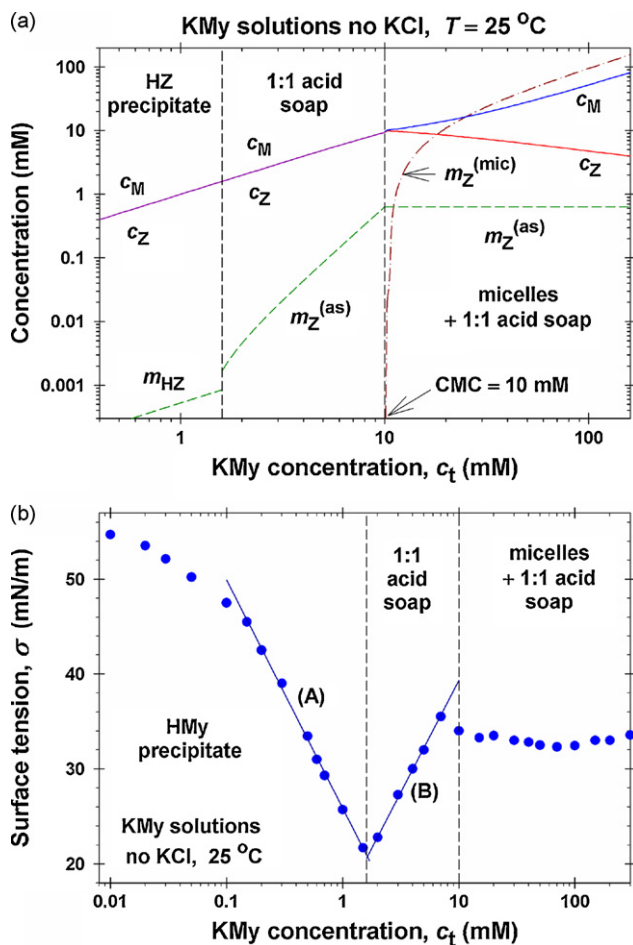 (a)
KMy solutions no KCl, T = 25 °C
HZ
precipitate
1:1 acid
soap
c_M
c_Z
c_M
c_Z
c_M
c_Z
m_Z^(mic)
m_Z^(as)
m_Z^(as)
m_HZ
micelles
+ 1:1 acid soap
CMC = 10 mM
100
10
1
0.1
0.01
0.001
Concentration (mM)
1
10
100
KMy concentration, c_t (mM)
(b)
1:1
acid
soap
micelles
+ 1:1 acid
soap
(A)
(B)
HMy
precipitate
KMy solutions
no KCl, 25 °C
50
40
30
20
Surface tension, σ (mN/m)
0.01
0.1
1
10
100
KMy concentration, c_t (mM)